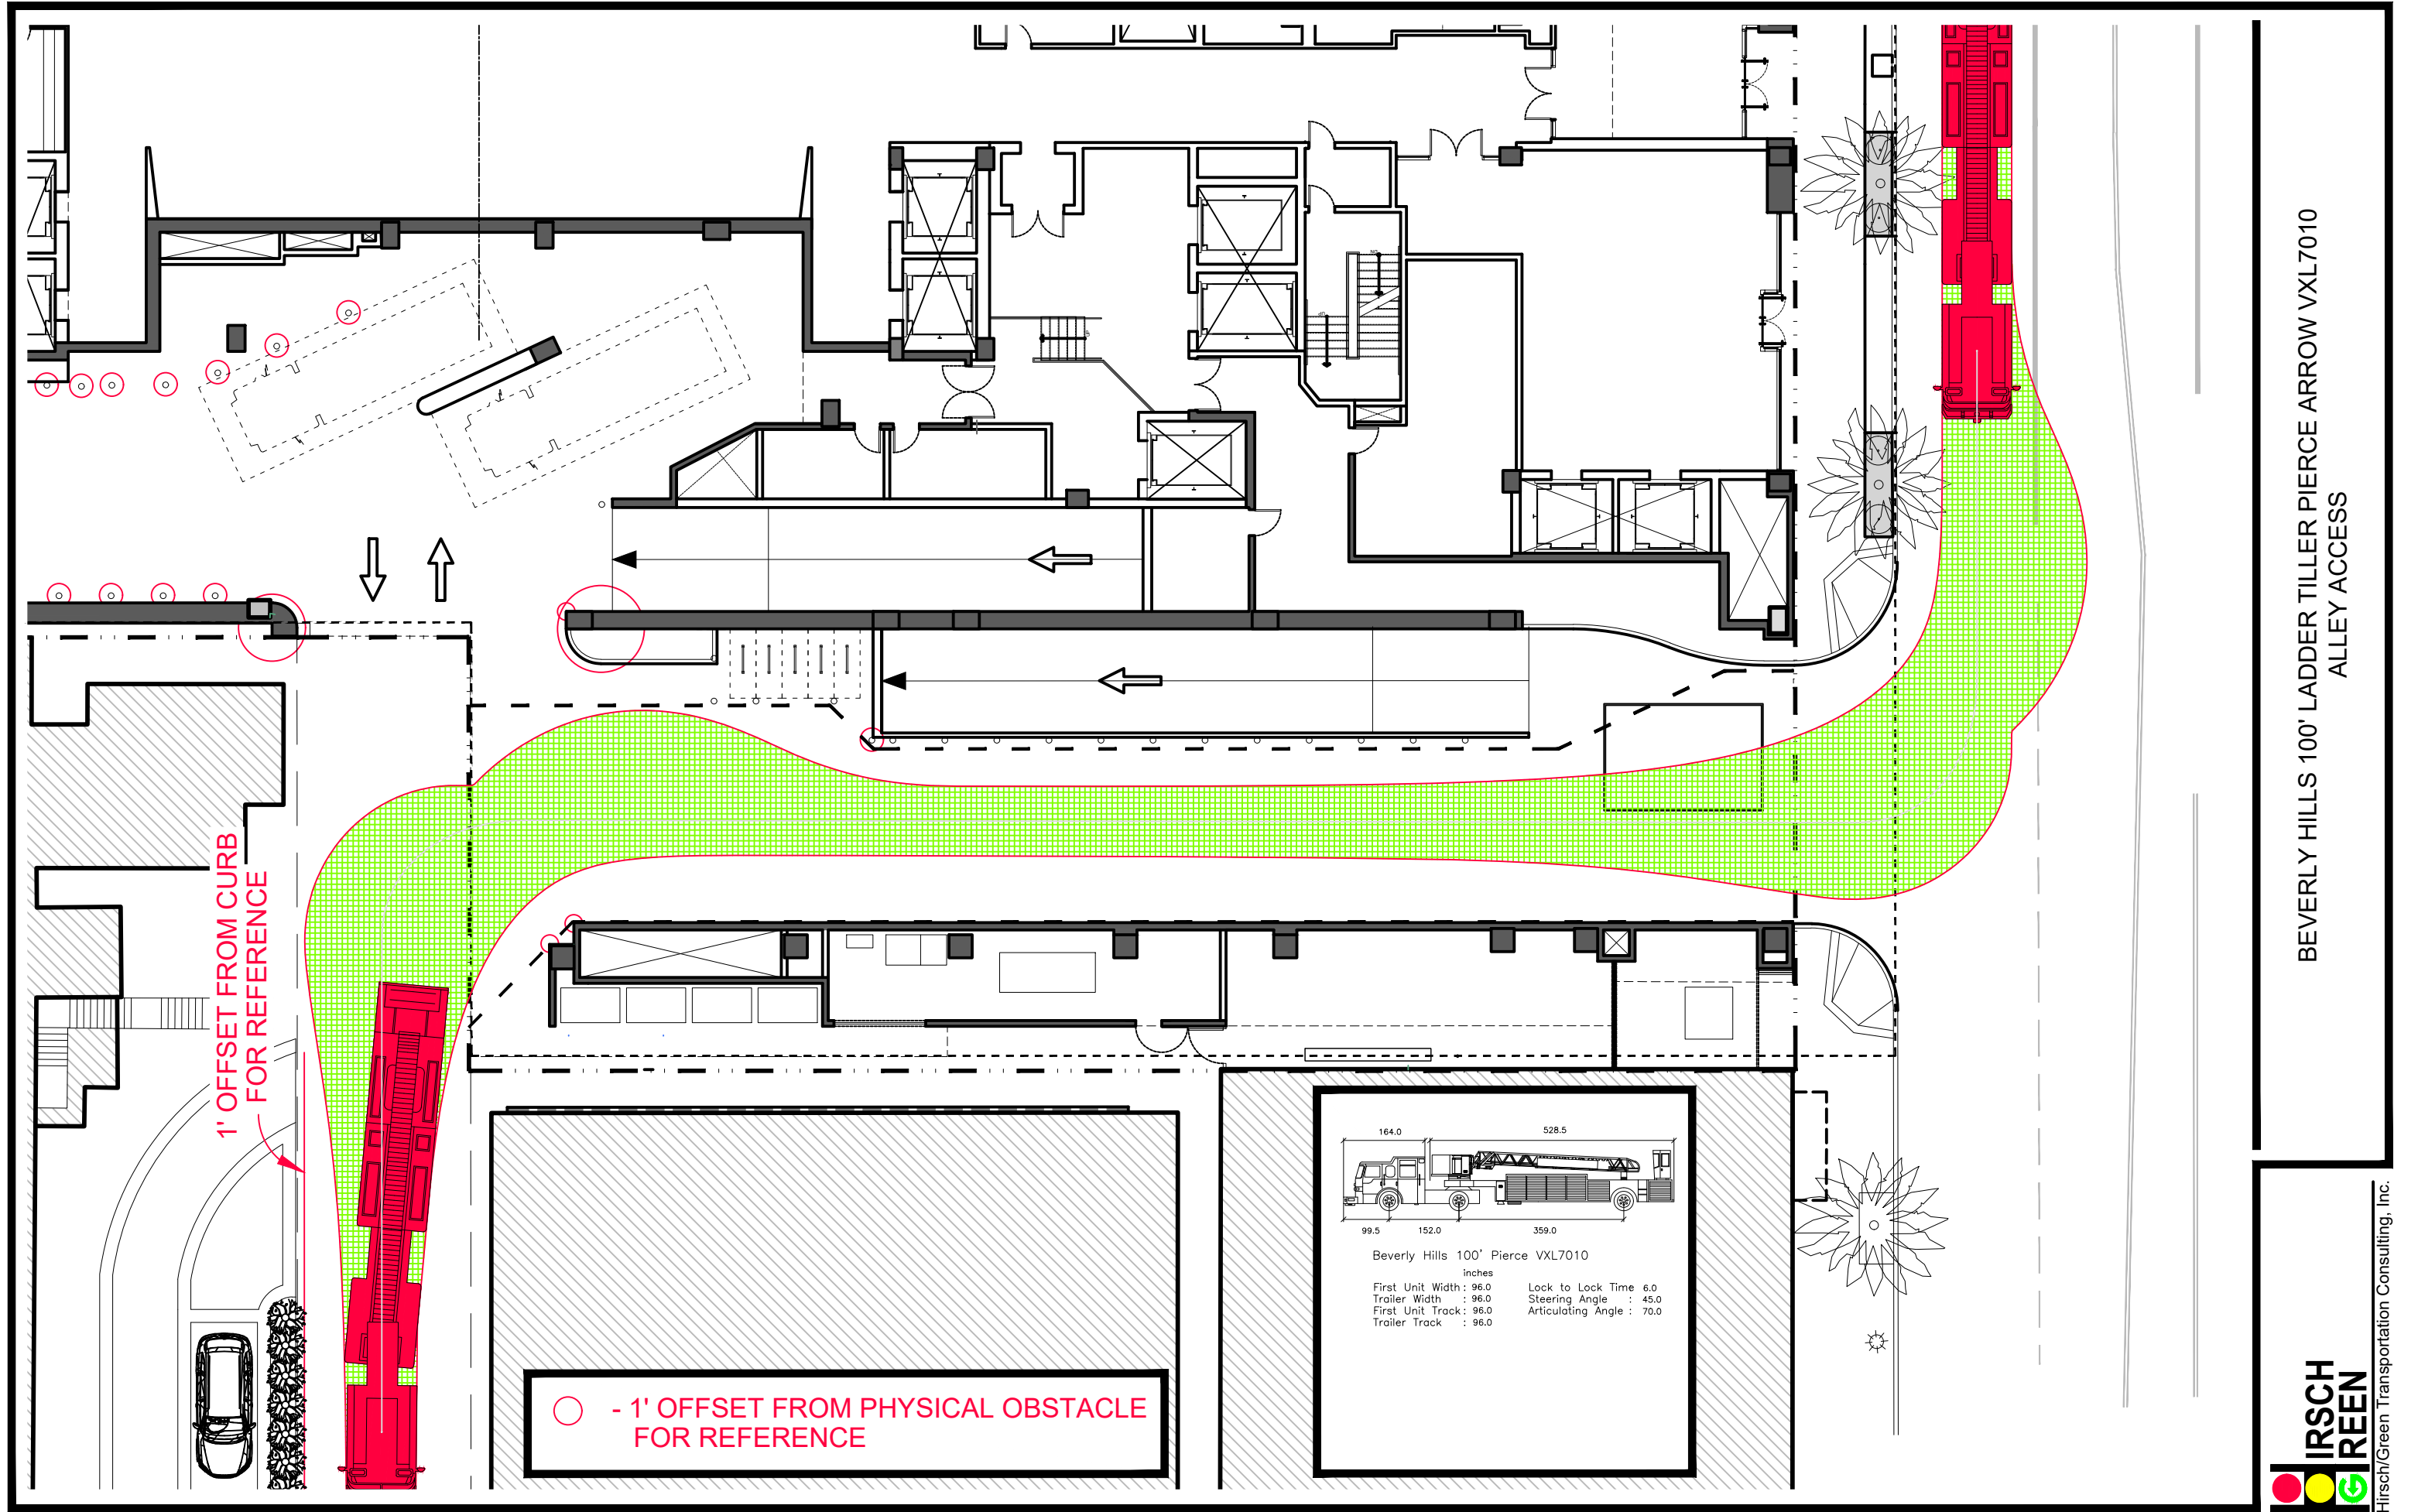 BEVERLY HILLS 100' LADDER TILLER PIERCE ARROW VXL7010
ALLEY ACCESS
1' OFFSET FROM CURB
FOR REFERENCE
- 1' OFFSET FROM PHYSICAL OBSTACLE
FOR REFERENCE
164.0
528.5
99.5
152.0
359.0
Beverly Hills 100' Pierce VXL7010
inches
First Unit Width : 96.0
Trailer Width : 96.0
First Unit Track : 96.0
Trailer Track : 96.0
Lock to Lock Time 6.0
Steering Angle : 45.0
Articulating Angle : 70.0
HIRSCH
GREEN
Hirsch/Green Transportation Consulting, Inc.